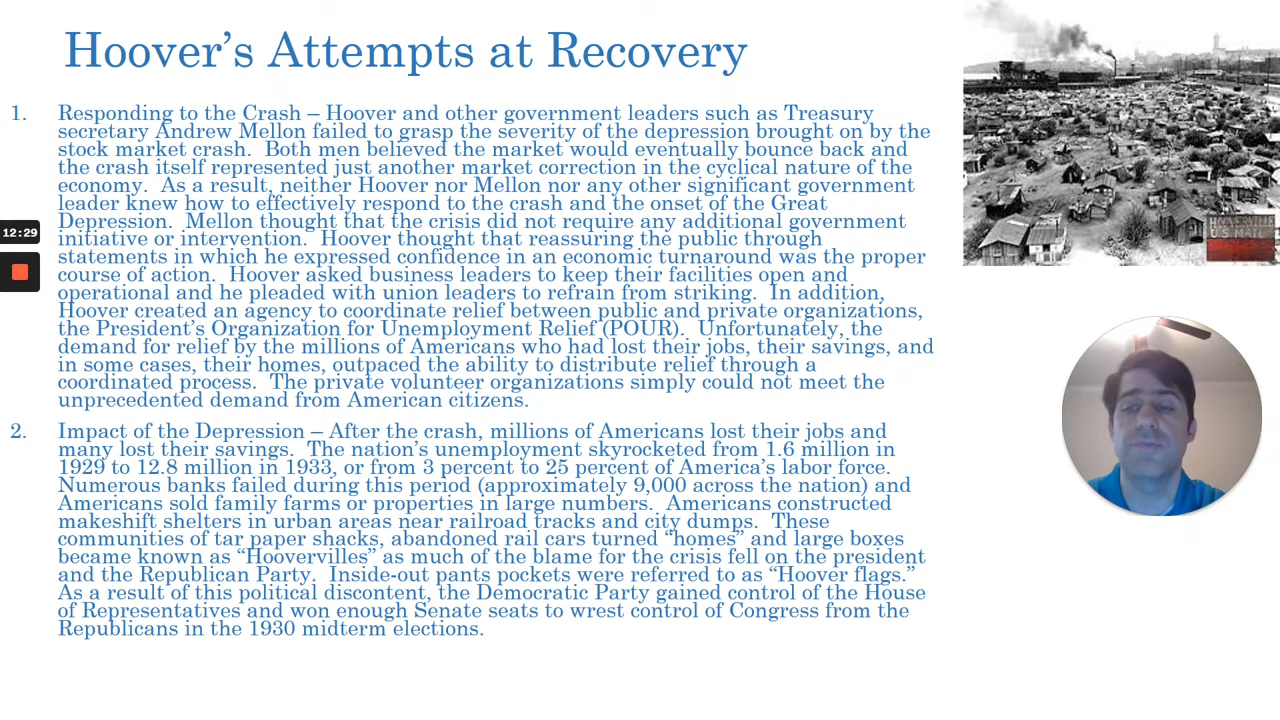 Hoover’s Attempts at Recovery
1. Responding to the Crash – Hoover and other government leaders such as Treasury
secretary Andrew Mellon failed to grasp the severity of the depression brought on by the
stock market crash.  Both men believed the market would eventually bounce back and
the crash itself represented just another market correction in the cyclical nature of the
economy.  As a result, neither Hoover nor Mellon nor any other significant government
leader knew how to effectively respond to the crash and the onset of the Great
Depression.  Mellon thought that the crisis did not require any additional government
initiative or intervention.  Hoover thought that reassuring the public through
statements in which he expressed confidence in an economic turnaround was the proper
course of action.  Hoover asked business leaders to keep their facilities open and
operational and he pleaded with union leaders to refrain from striking.  In addition,
Hoover created an agency to coordinate relief between public and private organizations,
the President’s Organization for Unemployment Relief (POUR).  Unfortunately, the
demand for relief by the millions of Americans who had lost their jobs, their savings, and
in some cases, their homes, outpaced the ability to distribute relief through a
coordinated process.  The private volunteer organizations simply could not meet the
unprecedented demand from American citizens.
2. Impact of the Depression – After the crash, millions of Americans lost their jobs and
many lost their savings.  The nation’s unemployment skyrocketed from 1.6 million in
1929 to 12.8 million in 1933, or from 3 percent to 25 percent of America’s labor force.
Numerous banks failed during this period (approximately 9,000 across the nation) and
Americans sold family farms or properties in large numbers.  Americans constructed
makeshift shelters in urban areas near railroad tracks and city dumps.  These
communities of tar paper shacks, abandoned rail cars turned “homes” and large boxes
became known as “Hoovervilles” as much of the blame for the crisis fell on the president
and the Republican Party.  Inside-out pants pockets were referred to as “Hoover flags.”
As a result of this political discontent, the Democratic Party gained control of the House
of Representatives and won enough Senate seats to wrest control of Congress from the
Republicans in the 1930 midterm elections.
12:29